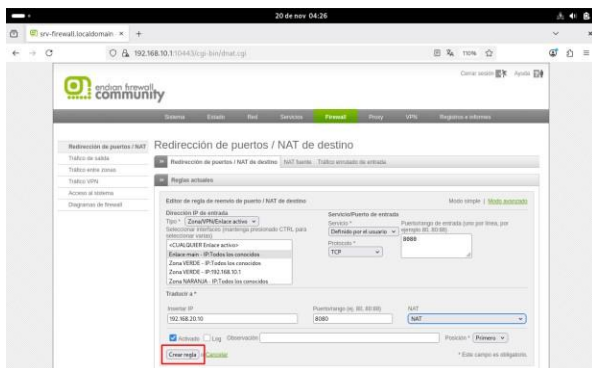 20 de nov 04:26
srv-firewall.localdomain
192.168.10.1:10443/cgi-bin/dnat.cgi
110%
endian firewall
community
Cerrar sesión Ayuda
Sistema Estado Red Servicios Firewall Proxy VPN Registros e informes
Redirección de puertos / NAT
Tráfico de salida
Tráfico entre zonas
Tráfico VPN
Acceso al sistema
Diagramas de firewall
Redirección de puertos / NAT de destino
Redirección de puertos / NAT de destino NAT fuente Tráfico enrutado de entrada
Reglas actuales
Editor de regla de reenvío de puerto / NAT de destino Modo simple | Modo avanzado
Dirección IP de entrada
Tipo * Zona/VPN/Enlace activo
Seleccionar interfaces (mantenga presionado CTRL para seleccionar varios)
<CUALQUIER Enlace activo>
Enlace main - IP:Todos los conocidos
Zona VERDE - IP:Todos los conocidos
Zona VERDE - IP:192.168.10.1
Zona NARANJA - IP:Todos los conocidos
Servicio/Puerto de entrada
Servicio *
Definido por el usuario
Protocolo *
TCP
Puerto/rango de entrada (uno por línea, por ejemplo 80, 80:88)
8080
Traducir a *
Insertar IP
192.168.20.10
Puerto/rango (ej. 80, 80:88)
8080
NAT
NAT
Activado Log Observación Posición * Primero
Crear regla o Cancelar * Este campo es obligatorio.